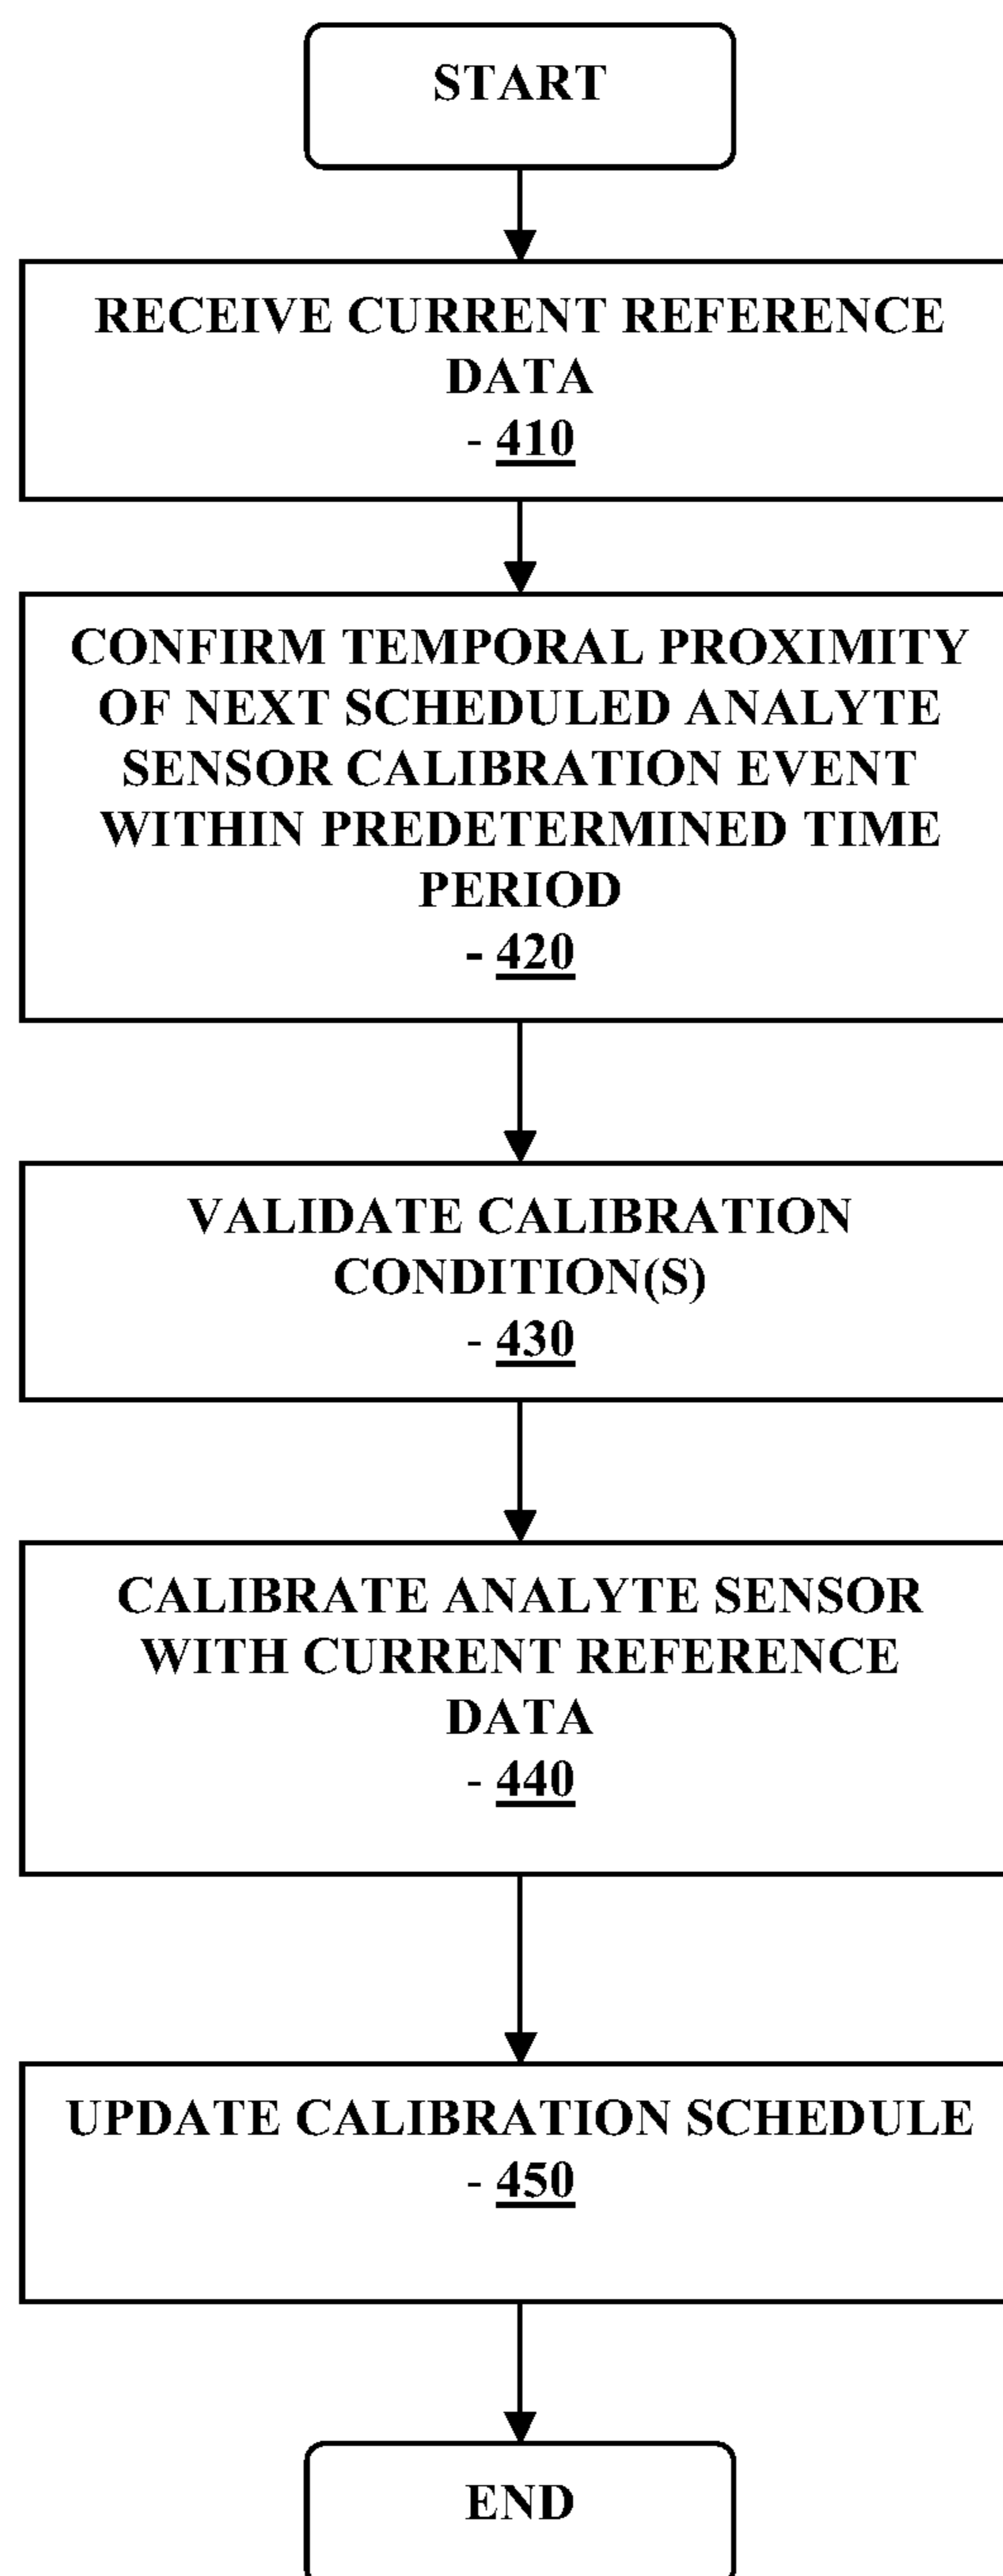 START
RECEIVE CURRENT REFERENCE
DATA
- 410
CONFIRM TEMPORAL PROXIMITY
OF NEXT SCHEDULED ANALYTE
SENSOR CALIBRATION EVENT
WITHIN PREDETERMINED TIME
PERIOD
- 420
VALIDATE CALIBRATION
CONDITION(S)
- 430
CALIBRATE ANALYTE SENSOR
WITH CURRENT REFERENCE
DATA
- 440
UPDATE CALIBRATION SCHEDULE
- 450
END